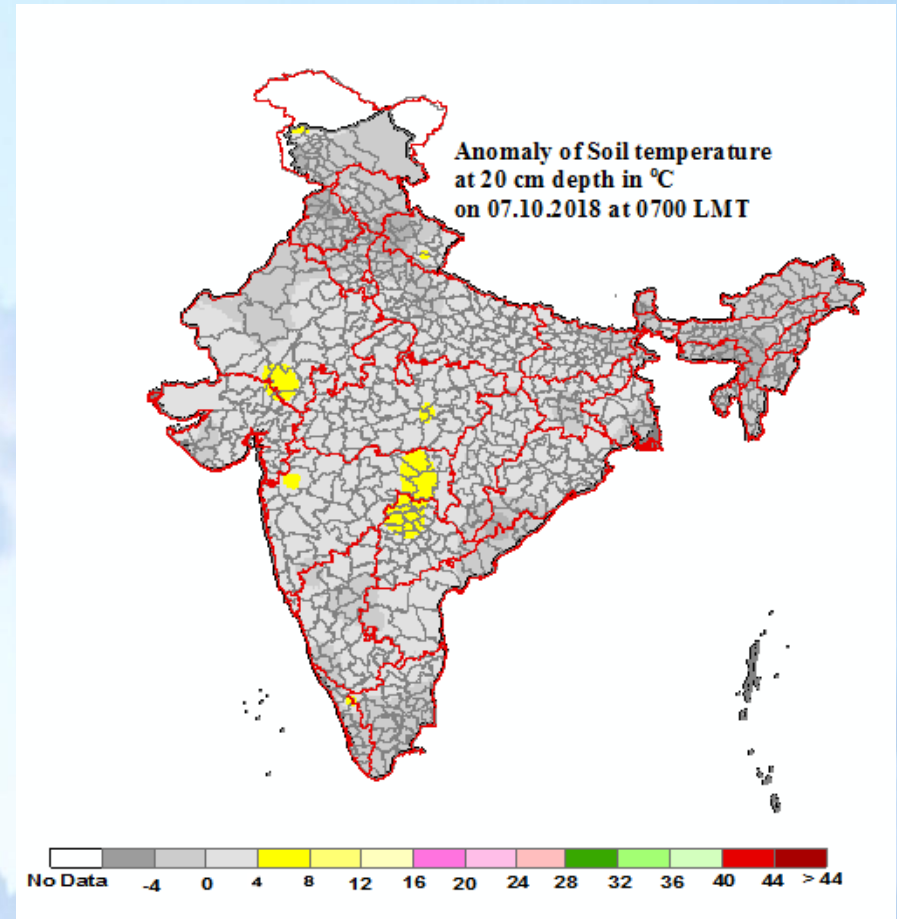 Anomaly of Soil temperature
at 20 cm depth in °C
on 07.10.2018 at 0700 LMT
No Data -4 0 4 8 12 16 20 24 28 32 36 40 44 > 44